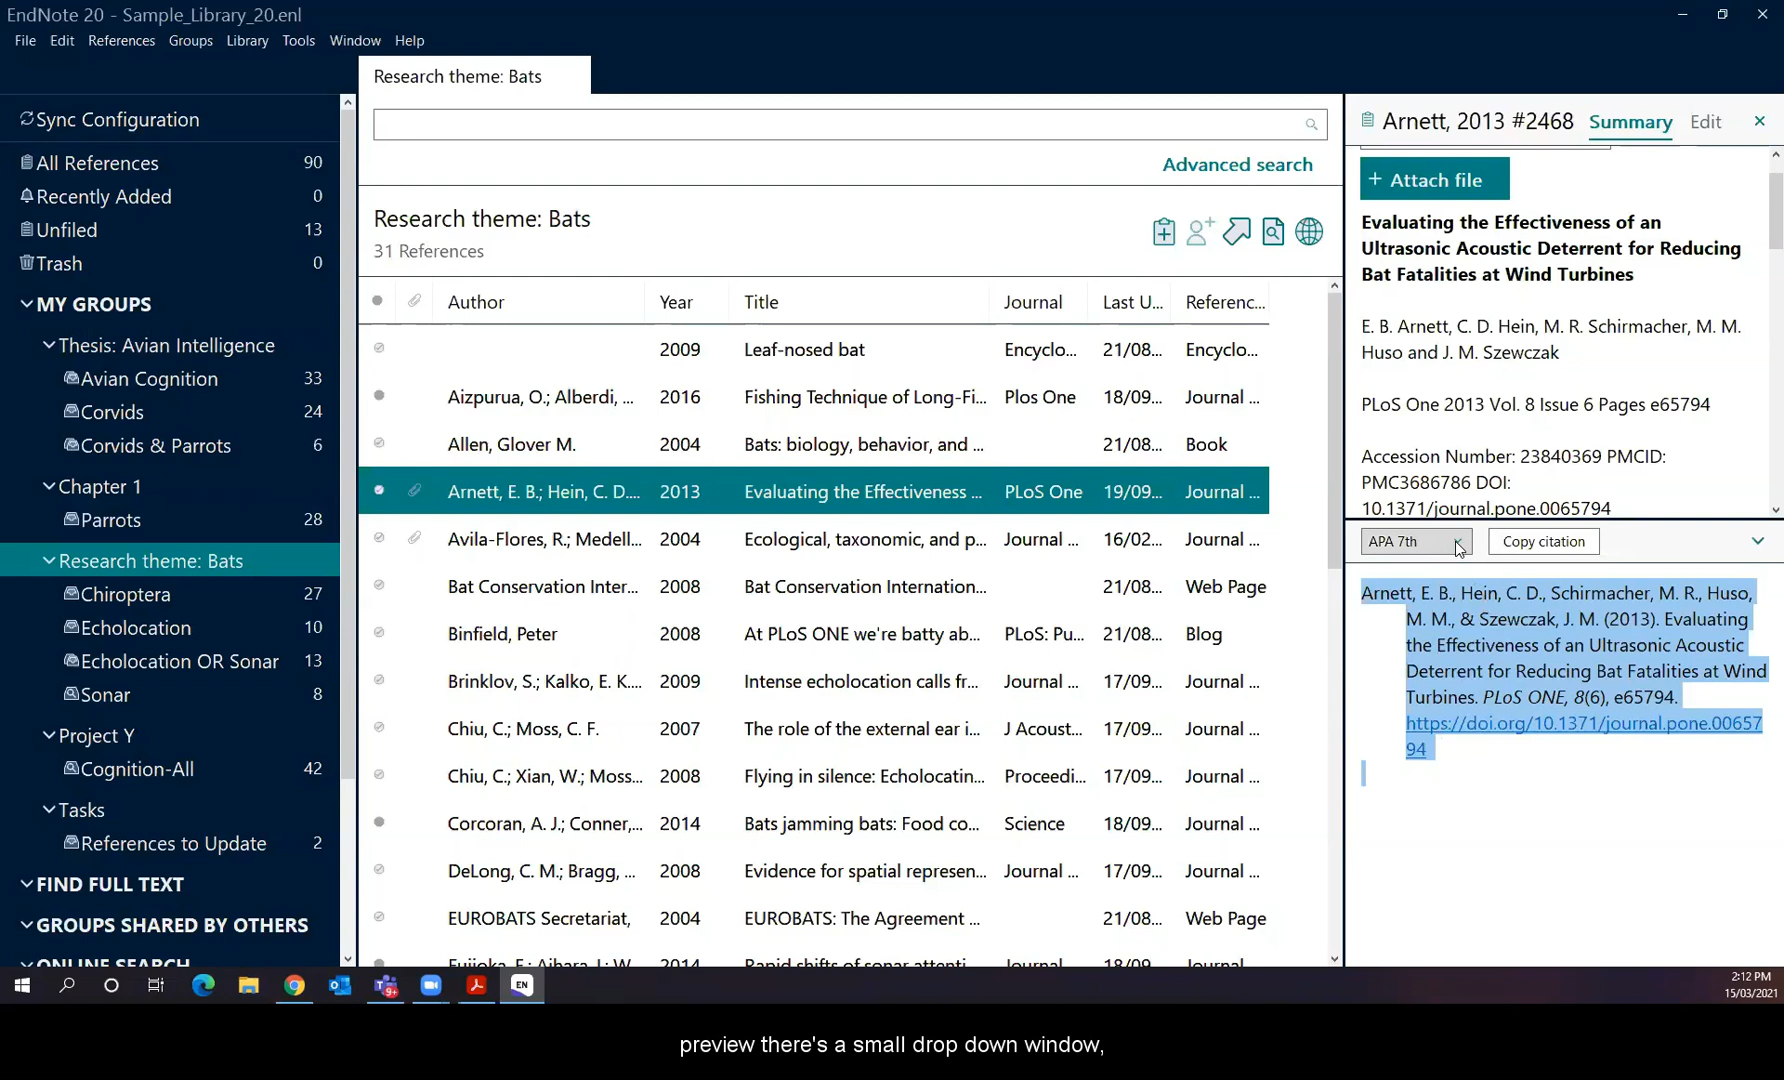 EndNote 20 - Sample_Library_20.enl
File Edit References Groups Library Tools Window Help
Research theme: Bats
Sync Configuration
All References 90
Recently Added 0
Unfiled 13
Trash 0
MY GROUPS
Thesis: Avian Intelligence
Avian Cognition 33
Corvids 24
Corvids & Parrots 6
Chapter 1
Parrots 28
Research theme: Bats
Chiroptera 27
Echolocation 10
Echolocation OR Sonar 13
Sonar 8
Project Y
Cognition-All 42
Tasks
References to Update 2
FIND FULL TEXT
GROUPS SHARED BY OTHERS
ONLINE SEARCH
Advanced search
Research theme: Bats
31 References
Author Year Title Journal Last U... Referenc...
2009 Leaf-nosed bat Encyclo... 21/08... Encyclo...
Aizpurua, O.; Alberdi, ... 2016 Fishing Technique of Long-Fi... Plos One 18/09... Journal ...
Allen, Glover M. 2004 Bats: biology, behavior, and ... 21/08... Book
Arnett, E. B.; Hein, C. D.... 2013 Evaluating the Effectiveness ... PLoS One 19/09... Journal ...
Avila-Flores, R.; Medell... 2004 Ecological, taxonomic, and p... Journal ... 16/02... Journal ...
Bat Conservation Inter... 2008 Bat Conservation Internation... 21/08... Web Page
Binfield, Peter 2008 At PLoS ONE we're batty ab... PLoS: Pu... 21/08... Blog
Brinklov, S.; Kalko, E. K.... 2009 Intense echolocation calls fr... Journal ... 17/09... Journal ...
Chiu, C.; Moss, C. F. 2007 The role of the external ear i... J Acoust... 17/09... Journal ...
Chiu, C.; Xian, W.; Moss... 2008 Flying in silence: Echolocatin... Proceedi... 17/09... Journal ...
Corcoran, A. J.; Conner,... 2014 Bats jamming bats: Food co... Science 18/09... Journal ...
DeLong, C. M.; Bragg, ... 2008 Evidence for spatial represen... Journal ... 17/09... Journal ...
EUROBATS Secretariat, 2004 EUROBATS: The Agreement ... 21/08... Web Page
Fujioka, E.; Aihara, I.; W... 2014 Rapid shifts of sonar attenti... Journal ... 18/09... Journal ...
Arnett, 2013 #2468 Summary Edit
+ Attach file
Evaluating the Effectiveness of an
Ultrasonic Acoustic Deterrent for Reducing
Bat Fatalities at Wind Turbines
E. B. Arnett, C. D. Hein, M. R. Schirmacher, M. M.
Huso and J. M. Szewczak
PLoS One 2013 Vol. 8 Issue 6 Pages e65794
Accession Number: 23840369 PMCID:
PMC3686786 DOI:
10.1371/journal.pone.0065794
APA 7th Copy citation
Arnett, E. B., Hein, C. D., Schirmacher, M. R., Huso,
M. M., & Szewczak, J. M. (2013). Evaluating
the Effectiveness of an Ultrasonic Acoustic
Deterrent for Reducing Bat Fatalities at Wind
Turbines. PLoS ONE, 8(6), e65794.
https://doi.org/10.1371/journal.pone.00657
94
9+
EN
2:12 PM
15/03/2021
preview there's a small drop down window,